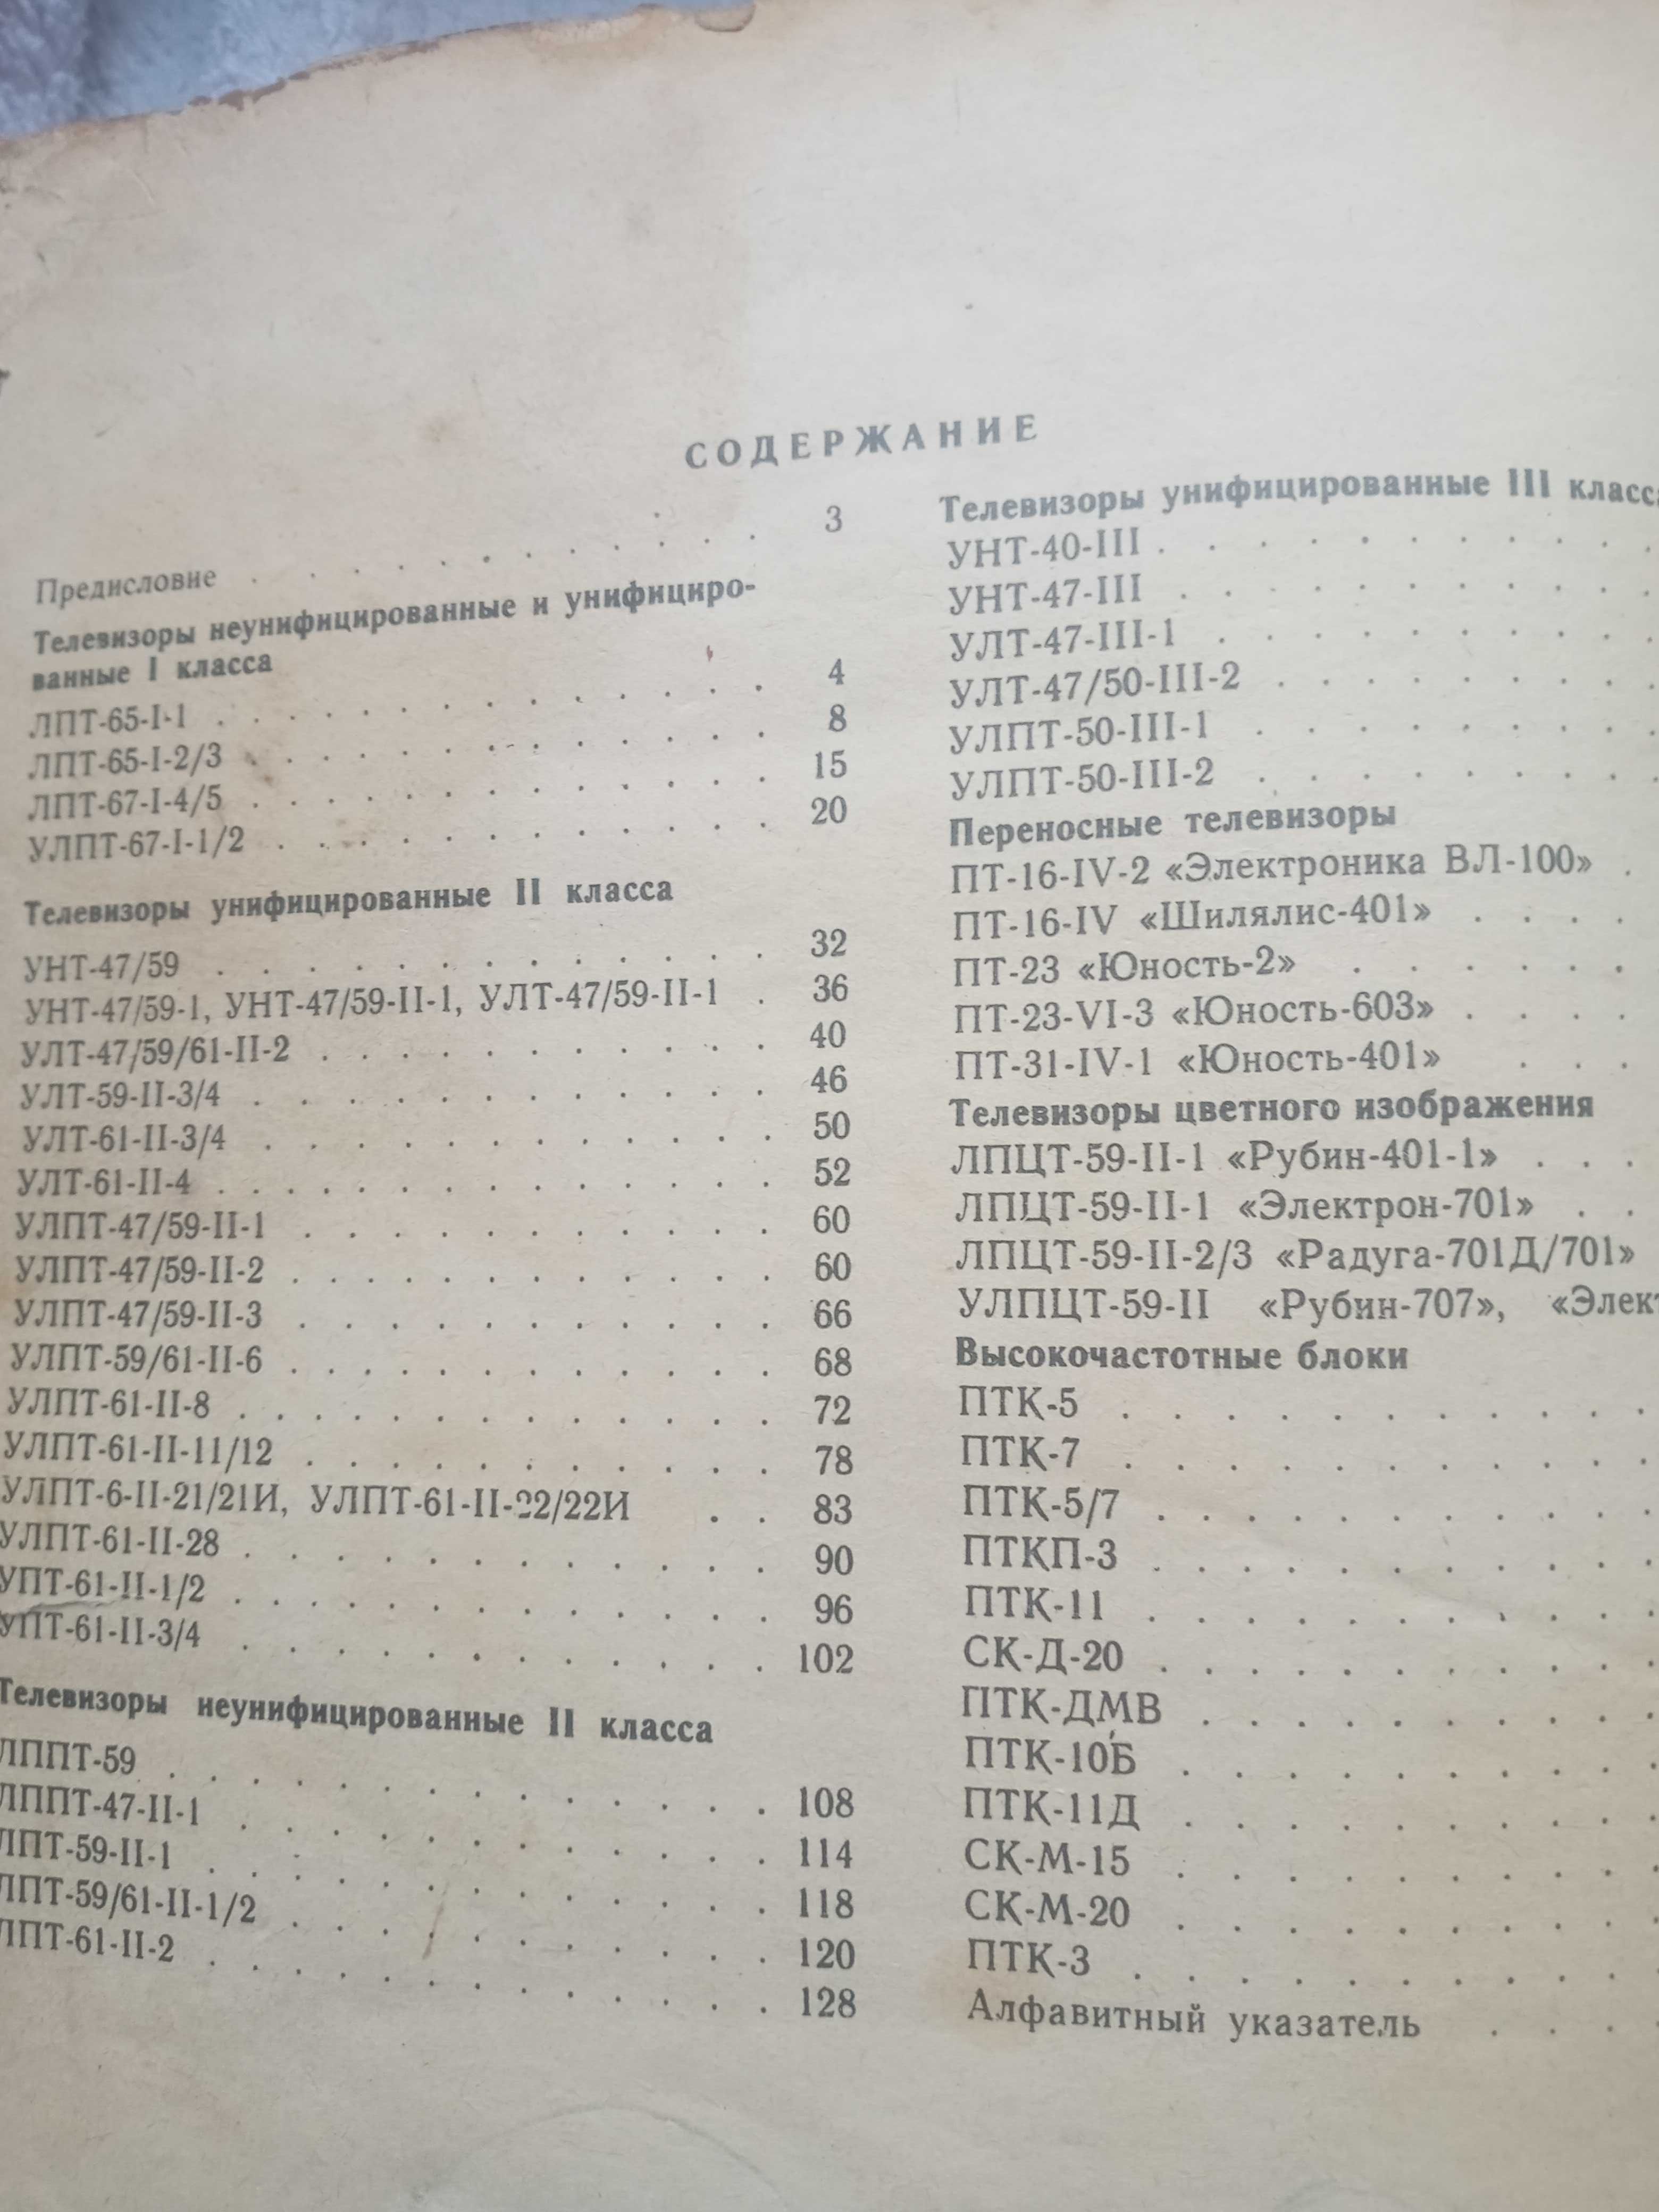 СОДЕРЖАНИЕ
Предисловие . . . . . . . . . . 3
Телевизоры неунифицированные и унифициро-
ванные I класса
ЛПТ-65-I-1 . . . . . . . . . . 4
ЛПТ-65-I-2/3 . . . . . . . . . . 8
ЛПТ-67-I-4/5 . . . . . . . . . . 15
УЛПТ-67-I-1/2 . . . . . . . . . . 20
Телевизоры унифицированные II класса
УНТ-47/59 . . . . . . . . . . 32
УНТ-47/59-1, УНТ-47/59-II-1, УЛТ-47/59-II-1 . 36
УЛТ-47/59/61-II-2 . . . . . . . . . . 40
УЛТ-59-II-3/4 . . . . . . . . . . 46
УЛТ-61-II-3/4 . . . . . . . . . . 50
УЛТ-61-II-4 . . . . . . . . . . 52
УЛПТ-47/59-II-1 . . . . . . . . . . 60
УЛПТ-47/59-II-2 . . . . . . . . . . 60
УЛПТ-47/59-II-3 . . . . . . . . . . 66
УЛПТ-59/61-II-6 . . . . . . . . . . 68
УЛПТ-61-II-8 . . . . . . . . . . 72
УЛПТ-61-II-11/12 . . . . . . . . . . 78
УЛПТ-6-II-21/21И, УЛПТ-61-II-22/22И . . 83
УЛПТ-61-II-28 . . . . . . . . . . 90
УПТ-61-II-1/2 . . . . . . . . . . 96
УПТ-61-II-3/4 . . . . . . . . . . 102
Телевизоры неунифицированные II класса
ЛППТ-59 . . . . . . . . . . 108
ЛППТ-47-II-1 . . . . . . . . . . 114
ЛПТ-59-II-1 . . . . . . . . . . 118
ЛПТ-59/61-II-1/2 . . . . . . . . . . 120
ЛПТ-61-II-2 . . . . . . . . . . 128
Телевизоры унифицированные III класса
УНТ-40-III . . . . . . . . . .
УНТ-47-III . . . . . . . . . .
УЛТ-47-III-1 . . . . . . . . . .
УЛТ-47/50-III-2 . . . . . . . . .
УЛПТ-50-III-1 . . . . . . . . .
УЛПТ-50-III-2 . . . . . . . . .
Переносные телевизоры
ПТ-16-IV-2 «Электроника ВЛ-100» .
ПТ-16-IV «Шилялис-401» . . . .
ПТ-23 «Юность-2» . . . . . .
ПТ-23-VI-3 «Юность-603» . . . .
ПТ-31-IV-1 «Юность-401» . . .
Телевизоры цветного изображения
ЛПЦТ-59-II-1 «Рубин-401-1» . . .
ЛПЦТ-59-II-1 «Электрон-701» . .
ЛПЦТ-59-II-2/3 «Радуга-701Д/701»
УЛПЦТ-59-II «Рубин-707», «Элект
Высокочастотные блоки
ПТК-5 . . . . . . . . . .
ПТК-7 . . . . . . . . . .
ПТК-5/7 . . . . . . . . . .
ПТКП-3 . . . . . . . . . .
ПТК-11 . . . . . . . . . .
СК-Д-20 . . . . . . . . . .
ПТК-ДМВ . . . . . . . . . .
ПТК-10Б . . . . . . . . . .
ПТК-11Д . . . . . . . . . .
СК-М-15 . . . . . . . . . .
СК-М-20 . . . . . . . . . .
ПТК-3 . . . . . . . . . .
Алфавитный указатель . . . .